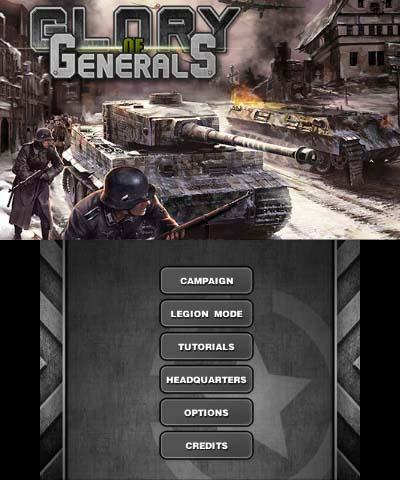 GLORY
OF
GENERALS
CAMPAIGN
LEGION MODE
TUTORIALS
HEADQUARTERS
OPTIONS
CREDITS